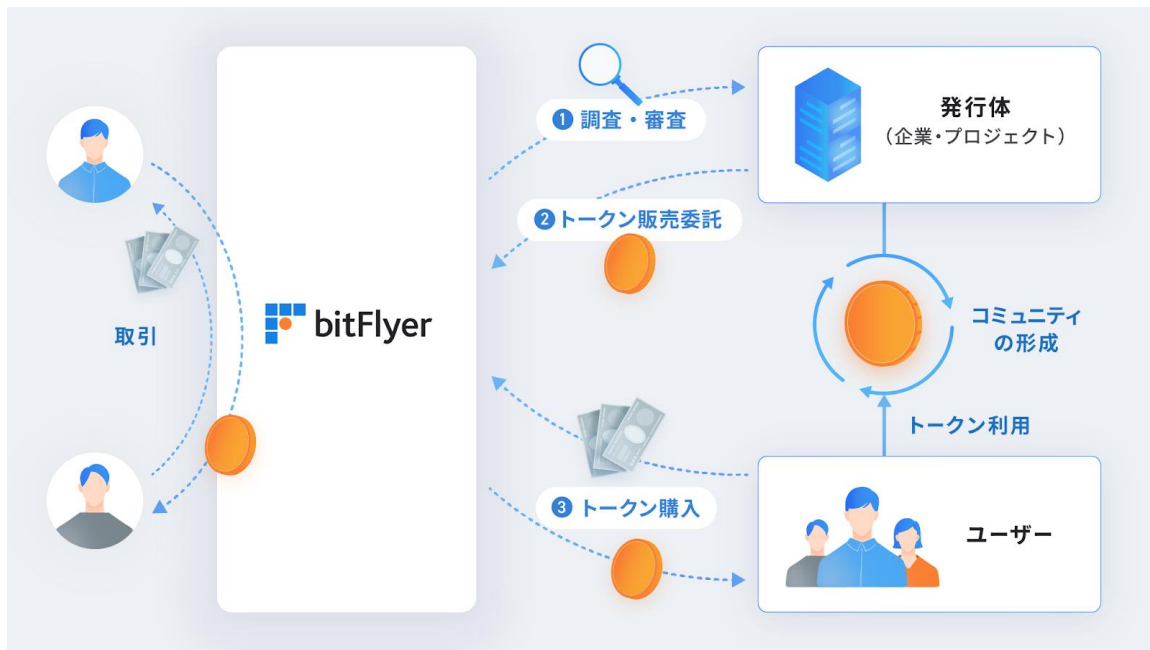 ❶ 調査・審査
発行体
（企業・プロジェクト）
❷ トークン販売委託
取引
bitFlyer
コミュニティ
の形成
トークン利用
❸ トークン購入
ユーザー